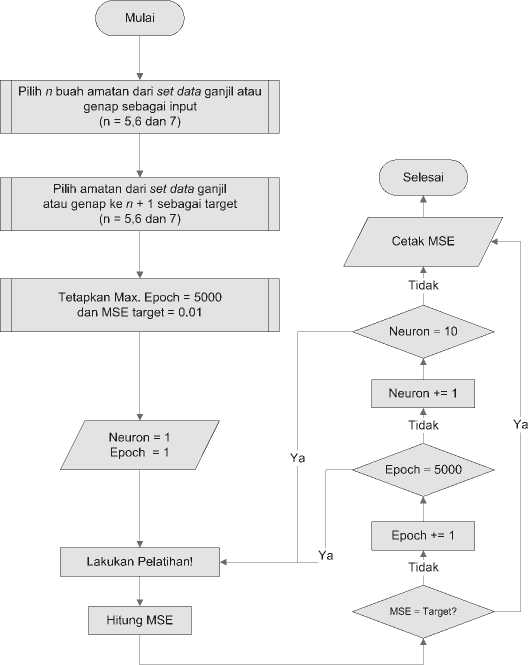 Mulai
Pilih n buah amatan dari set data ganjil atau
genap sebagai input
(n = 5,6 dan 7)
Pilih amatan dari set data ganjil
atau genap ke n + 1 sebagai target
(n = 5,6 dan 7)
Tetapkan Max. Epoch = 5000
dan MSE target = 0.01
Neuron = 1
Epoch = 1
Lakukan Pelatihan!
Hitung MSE
MSE = Target?
Tidak
Ya
Epoch += 1
Epoch = 5000
Ya
Tidak
Neuron += 1
Neuron = 10
Ya
Tidak
Cetak MSE
Selesai